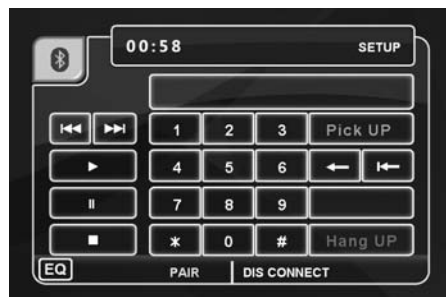 00:58 SETUP
1 2 3 Pick UP
4 5 6
7 8 9
* 0 # Hang UP
EQ PAIR DIS CONNECT